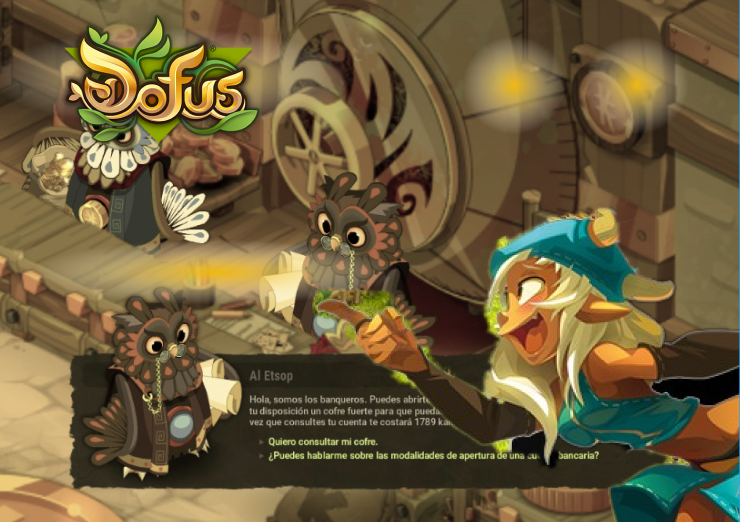 Dofus
Al Etsop
Hola, somos los banqueros. Puedes abrirte
tu disposición un cofre fuerte para que pueda
vez que consultes tu cuenta te costará 1789
Quiero consultar mi cofre.
¿Puedes hablarme sobre las modalidades de apertura de una bancaria?